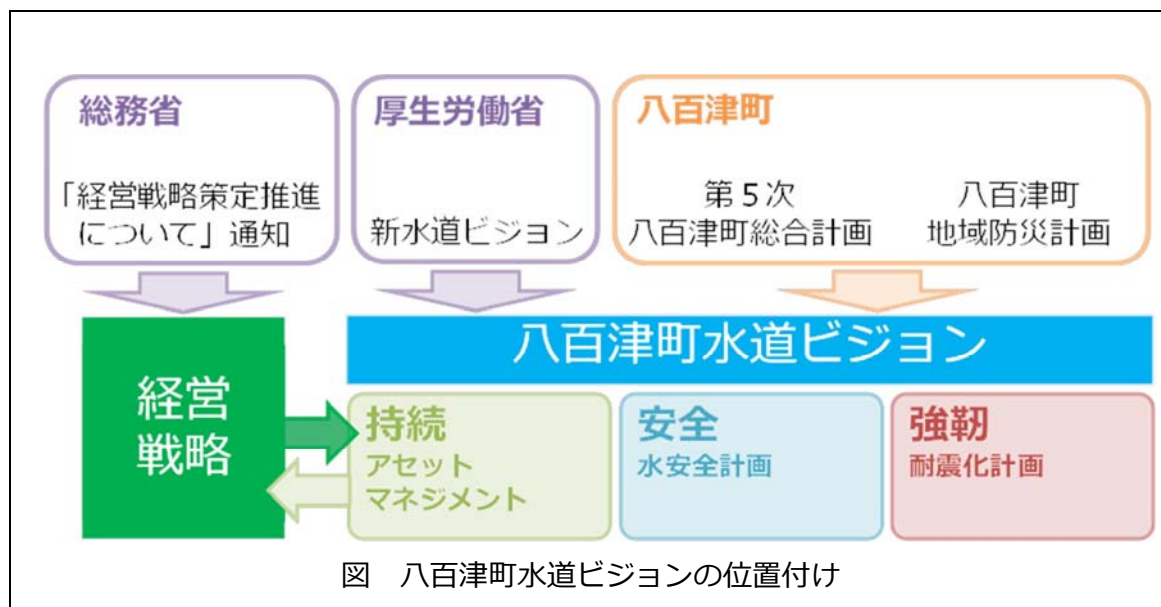 総務省
「経営戦略策定推進
について」通知
厚生労働省
新水道ビジョン
八百津町
第5次
八百津町総合計画
八百津町
地域防災計画
経営
戦略
八百津町水道ビジョン
持続
アセット
マネジメント
安全
水安全計画
強靭
耐震化計画
図　八百津町水道ビジョンの位置付け